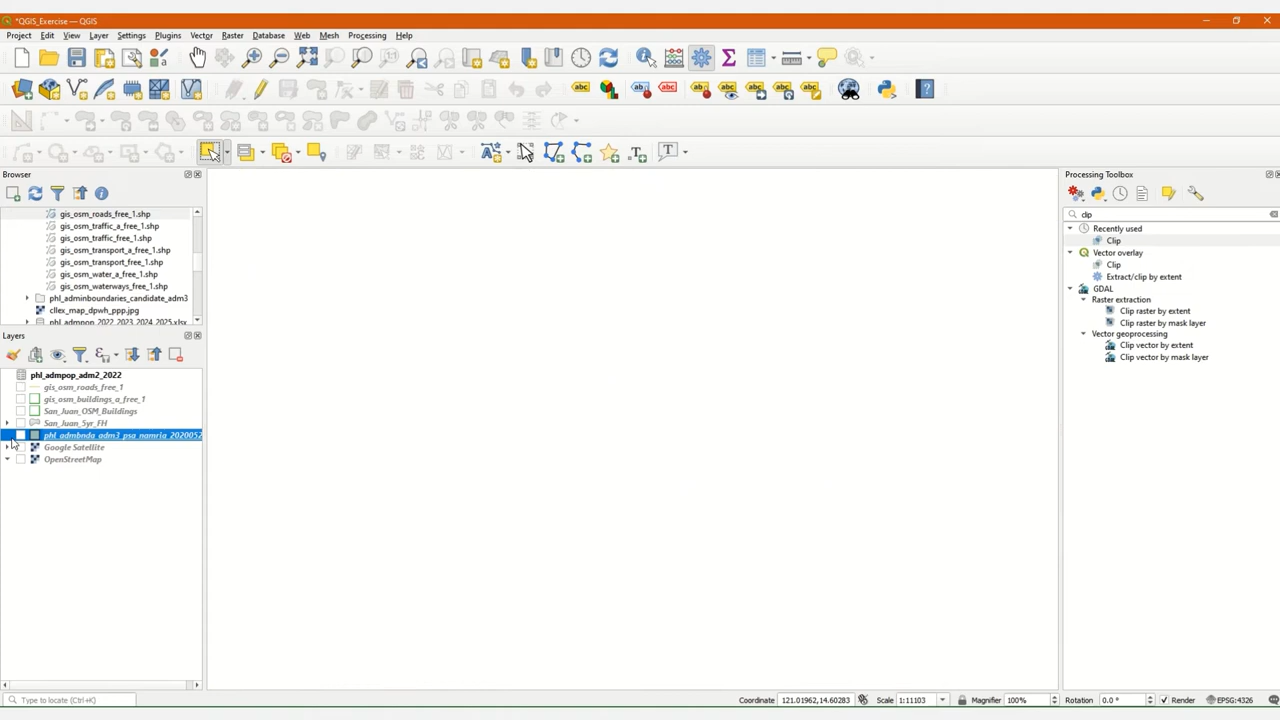 *QGIS_Exercise — QGIS
Project Edit View Layer Settings Plugins Vector Raster Database Web Mesh Processing Help
Browser
gis_osm_roads_free_1.shp
gis_osm_traffic_a_free_1.shp
gis_osm_traffic_free_1.shp
gis_osm_transport_a_free_1.shp
gis_osm_transport_free_1.shp
gis_osm_water_a_free_1.shp
gis_osm_waterways_free_1.shp
phl_adminboundaries_candidate_adm3
cllex_map_dpwh_ppp.jpg
phl_admpop_2022_2023_2024_2025.xlsx
Layers
phl_admpop_adm2_2022
gis_osm_roads_free_1
gis_osm_buildings_a_free_1
San_Juan_OSM_Buildings
San_Juan_5yr_FH
phl_admbnda_adm3_psa_namria_2020052
Google Satellite
OpenStreetMap
Processing Toolbox
clip
Recently used
Clip
Vector overlay
Clip
Extract/clip by extent
GDAL
Raster extraction
Clip raster by extent
Clip raster by mask layer
Vector geoprocessing
Clip vector by extent
Clip vector by mask layer
Type to locate (Ctrl+K)
Coordinate 121.01962,14.60283 Scale 1:11103 Magnifier 100% Rotation 0.0 ° Render EPSG:4326